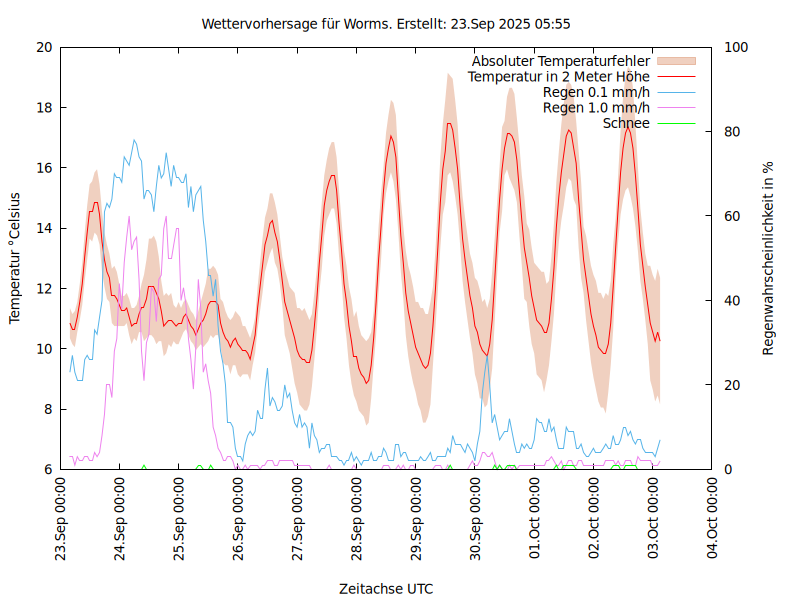 Wettervorhersage für Worms. Erstellt: 23.Sep 2025 05:55
20
18
16
14
12
10
8
6
100
80
60
40
20
0
Temperatur °Celsius
Regenwahrscheinlichkeit in %
Absoluter Temperaturfehler
Temperatur in 2 Meter Höhe
Regen 0.1 mm/h
Regen 1.0 mm/h
Schnee
23.Sep 00:00
24.Sep 00:00
25.Sep 00:00
26.Sep 00:00
27.Sep 00:00
28.Sep 00:00
29.Sep 00:00
30.Sep 00:00
01.Oct 00:00
02.Oct 00:00
03.Oct 00:00
04.Oct 00:00
Zeitachse UTC